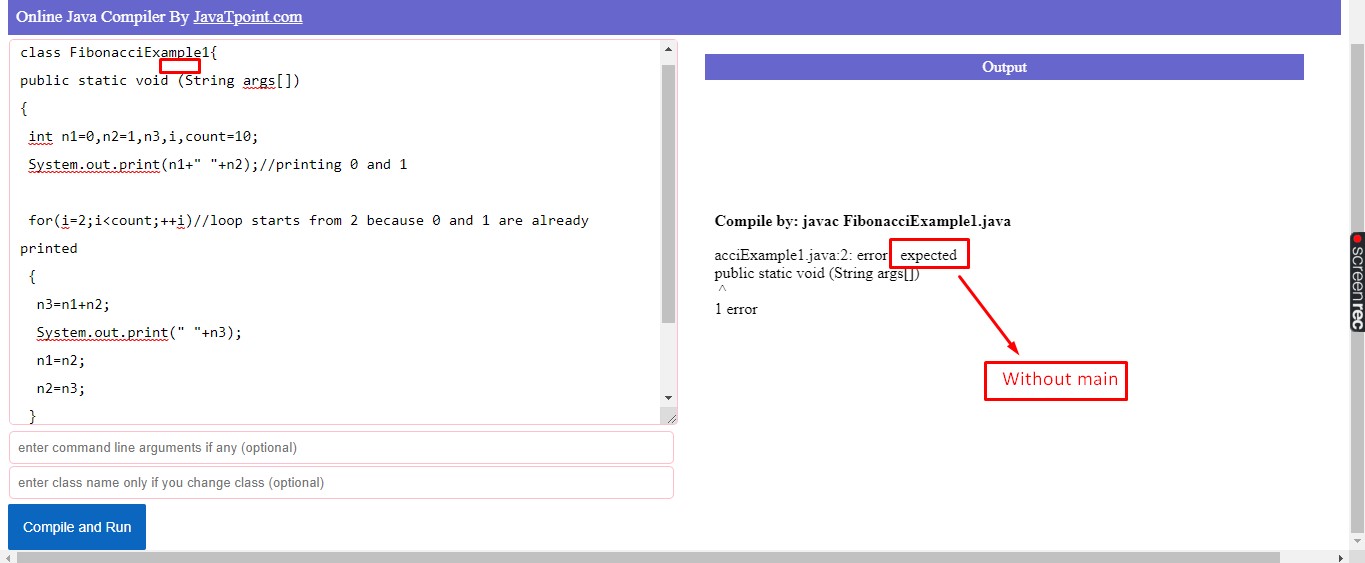 Online Java Compiler By JavaTpoint.com
class FibonacciExample1{
public static void (String args[])
{
int n1=0,n2=1,n3,i,count=10;
System.out.print(n1+" "+n2);//printing 0 and 1
for(i=2;i<count;++i)//loop starts from 2 because 0 and 1 are already
printed
{
n3=n1+n2;
System.out.print(" "+n3);
n1=n2;
n2=n3;
}
enter command line arguments if any (optional)
enter class name only if you change class (optional)
Compile and Run
Output
Compile by: javac FibonacciExample1.java
acciExample1.java:2: error expected
public static void (String args[])
^
1 error
Without main
screenrec